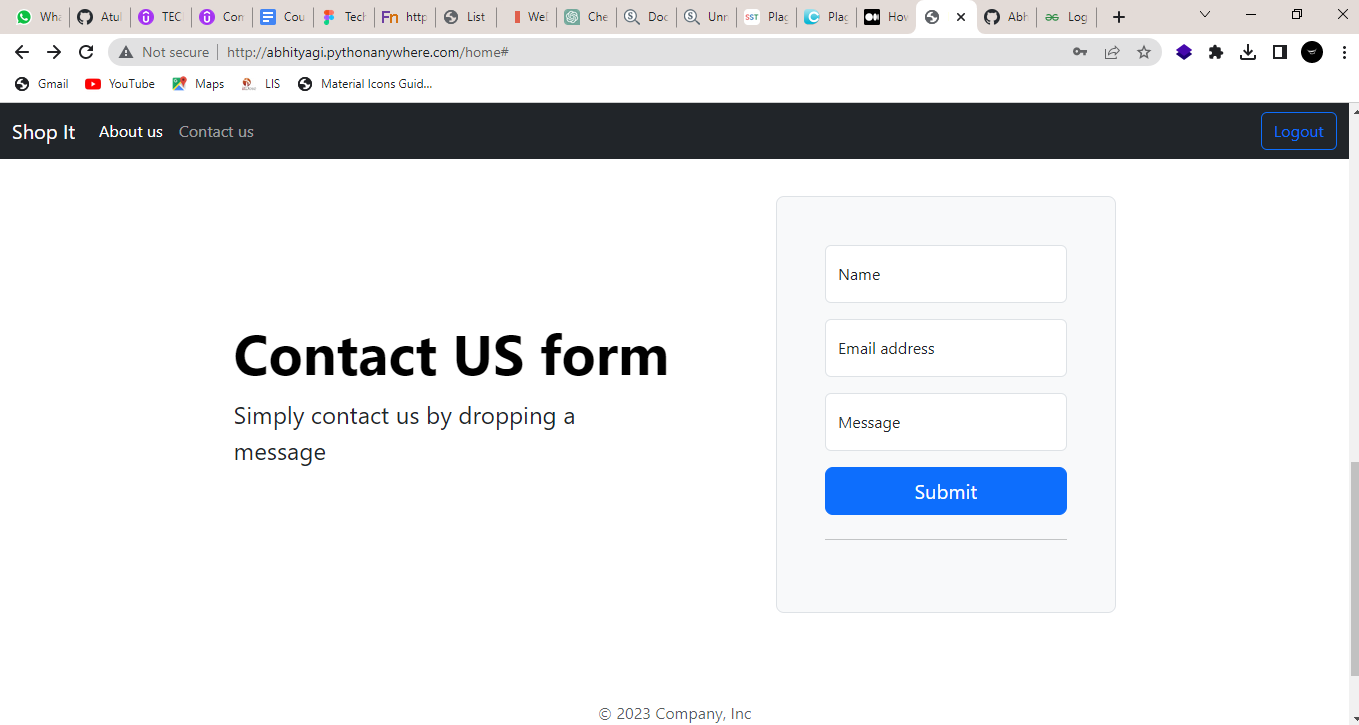 Wha Atul TEC Con Cou Tech http List Wel Che Doc Unr Plag Plag How Abh Log
Not secure http://abhityagi.pythonanywhere.com/home#
Gmail YouTube Maps LIS Material Icons Guid...
Shop It About us Contact us Logout
Name
Email address
Contact US form
Simply contact us by dropping a
message
Message
Submit
© 2023 Company, Inc